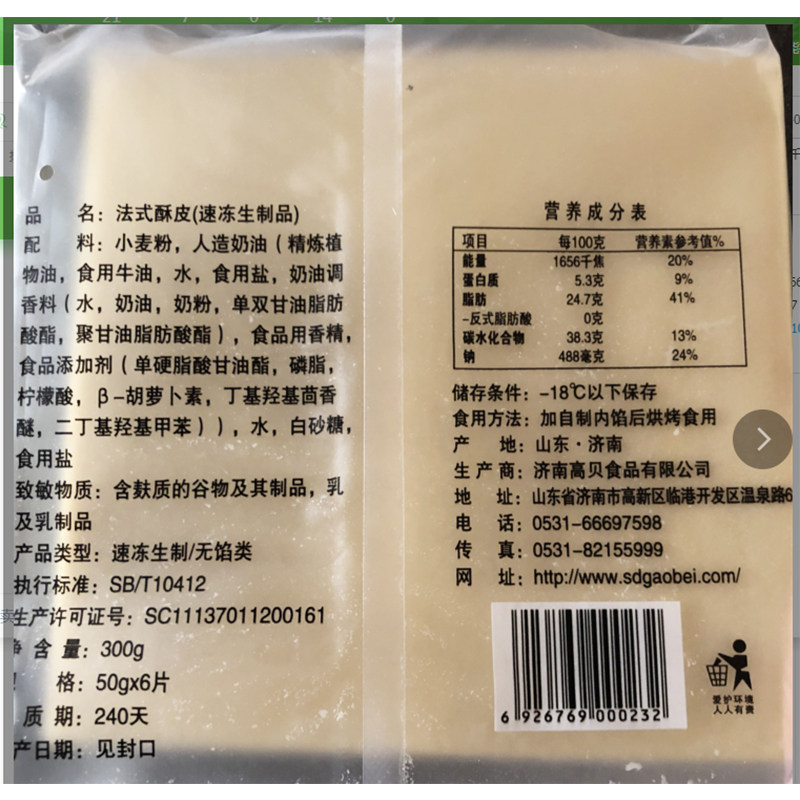 品 名：法式酥皮(速冻生制品)
配 料：小麦粉，人造奶油（精炼植
物油，食用牛油，水，食用盐，奶油调
香料（水，奶油，奶粉，单双甘油脂肪
酸酯，聚甘油脂肪酸酯），食品用香精，
食品添加剂（单硬脂酸甘油酯，磷脂，
柠檬酸，β-胡萝卜素，丁基羟基茴香
醚，二丁基羟基甲苯）），水，白砂糖，
食用盐
致敏物质：含麸质的谷物及其制品，乳
及乳制品
产品类型：速冻生制/无馅类
执行标准：SB/T10412
生产许可证号：SC11137011200161
净 含 量：300g
格：50gx6片
质 期：240天
产日期：见封口
营养成分表
项目 每100克 营养素参考值%
能量 1656千焦 20%
蛋白质 5.3克 9%
脂肪 24.7克 41%
-反式脂肪酸 0克
碳水化合物 38.3克 13%
钠 488毫克 24%
储存条件：-18℃以下保存
食用方法：加自制内馅后烘烤食用
产 地：山东·济南
生 产 商：济南高贝食品有限公司
地 址：山东省济南市高新区临港开发区温泉路6
电 话：0531-66697598
传 真：0531-82155999
网 址：http://www.sdgaobei.com/
6 926769 000232
爱护环境
人人有责